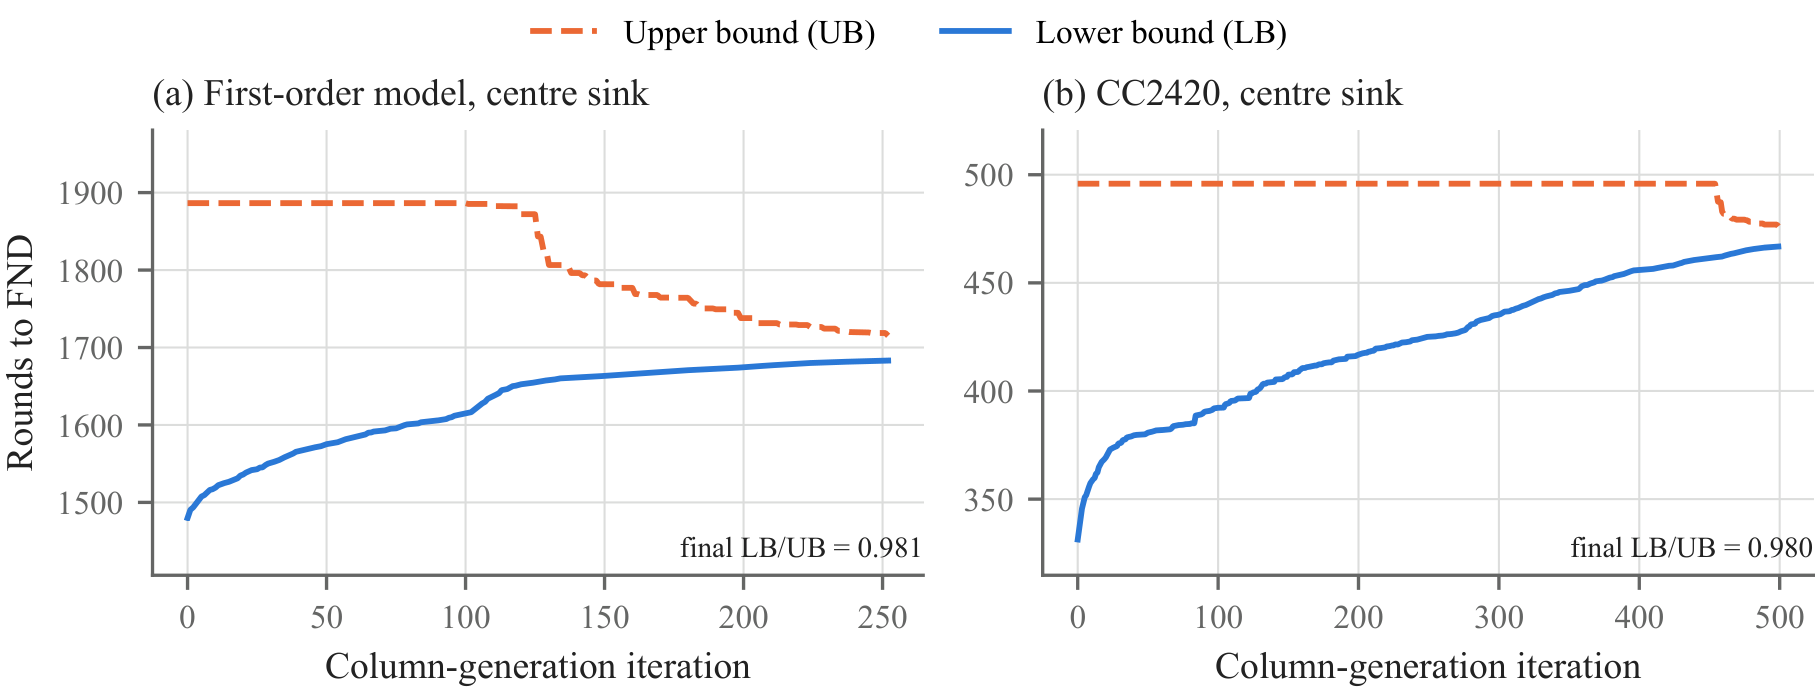 Upper bound (UB) Lower bound (LB)
(a) First-order model, centre sink
Rounds to FND
1900
1800
1700
1600
1500
final LB/UB = 0.981
0 50 100 150 200 250
Column-generation iteration
(b) CC2420, centre sink
500
450
400
350
final LB/UB = 0.980
0 100 200 300 400 500
Column-generation iteration